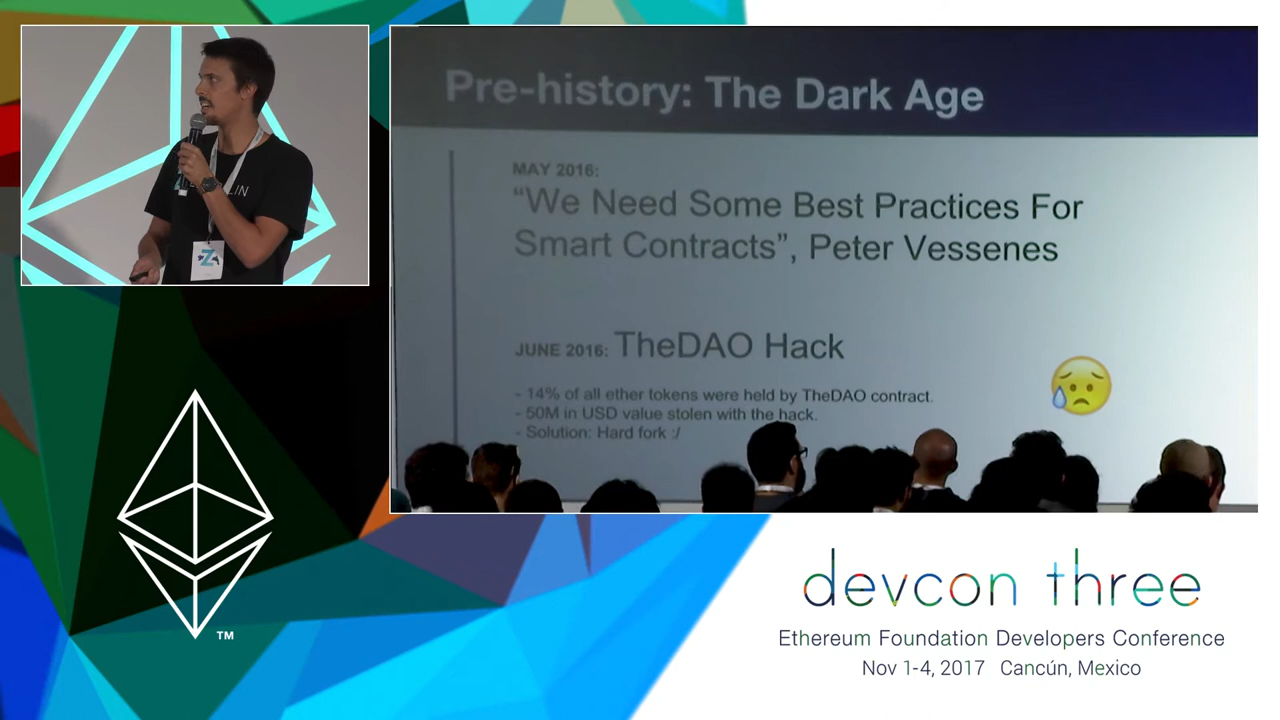 Pre-history: The Dark Age
MAY 2016:
“We Need Some Best Practices For
Smart Contracts”, Peter Vessenes
JUNE 2016: TheDAO Hack
- 14% of all ether tokens were held by TheDAO contract.
- 50M in USD value stolen with the hack.
- Solution: Hard fork :/
Z
LIN
TM
devcon three
Ethereum Foundation Developers Conference
Nov 1-4, 2017 Cancún, Mexico